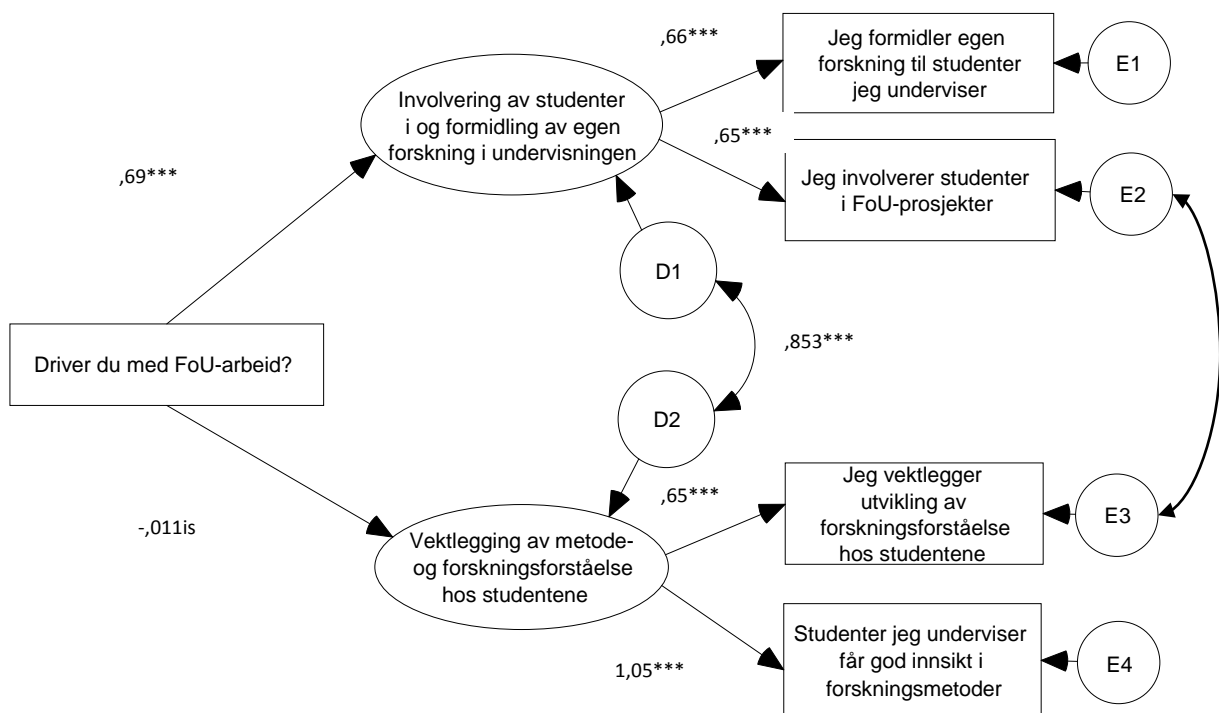 ,66***
Jeg formidler egen
forskning til studenter
jeg underviser
E1
Involvering av studenter
i og formidling av egen
forskning i undervisningen
,65***
,69***
Jeg involverer studenter
i FoU-prosjekter
E2
D1
Driver du med FoU-arbeid?
,853***
D2
-,011is
,65***
Jeg vektlegger
utvikling av
forskningsforståelse
hos studentene
E3
Vektlegging av metode-
og forskningsforståelse
hos studentene
1,05***
Studenter jeg underviser
får god innsikt i
forskningsmetoder
E4